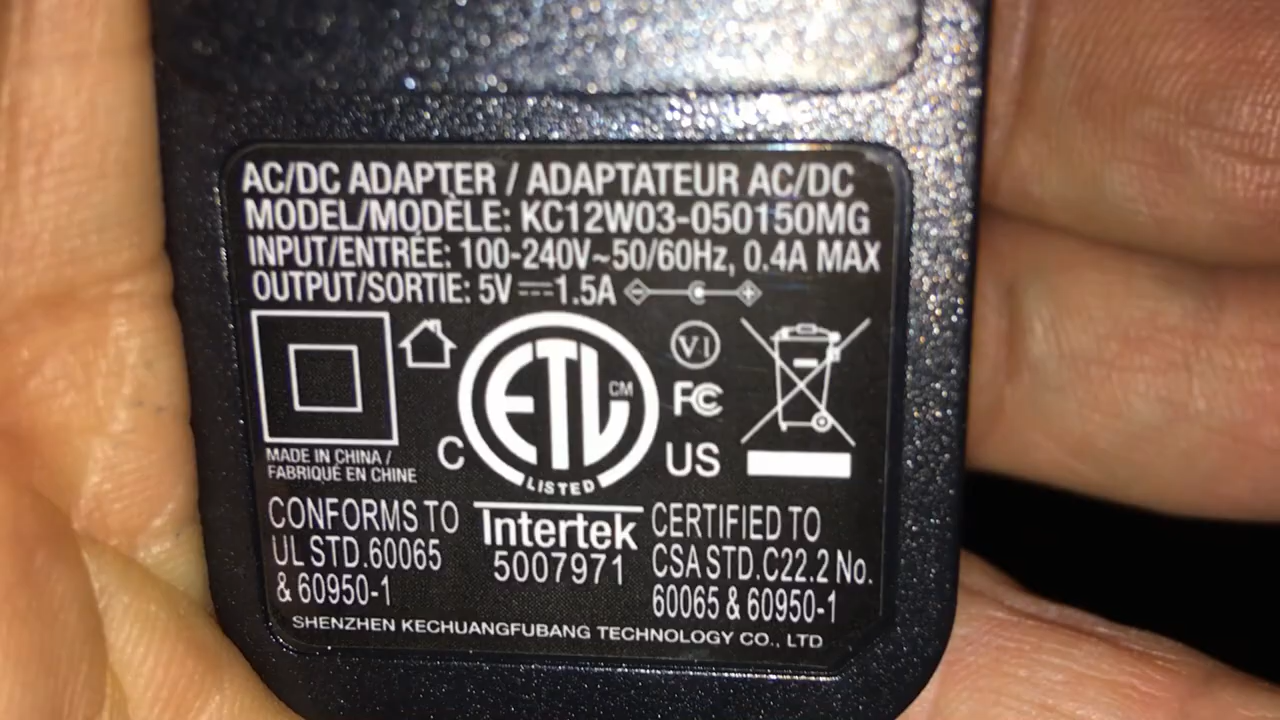 AC/DC ADAPTER / ADAPTATEUR AC/DC
MODEL/MODÈLE: KC12W03-050150MG
INPUT/ENTRÉE: 100-240V~50/60Hz, 0.4A MAX
OUTPUT/SORTIE: 5V⎓1.5A
ETL CM
LISTED
C
US
VI
FC
MADE IN CHINA /
FABRIQUÉ EN CHINE
CONFORMS TO
UL STD.60065
& 60950-1
Intertek
5007971
CERTIFIED TO
CSA STD.C22.2 No.
60065 & 60950-1
SHENZHEN KECHUANGFUBANG TECHNOLOGY CO., LTD